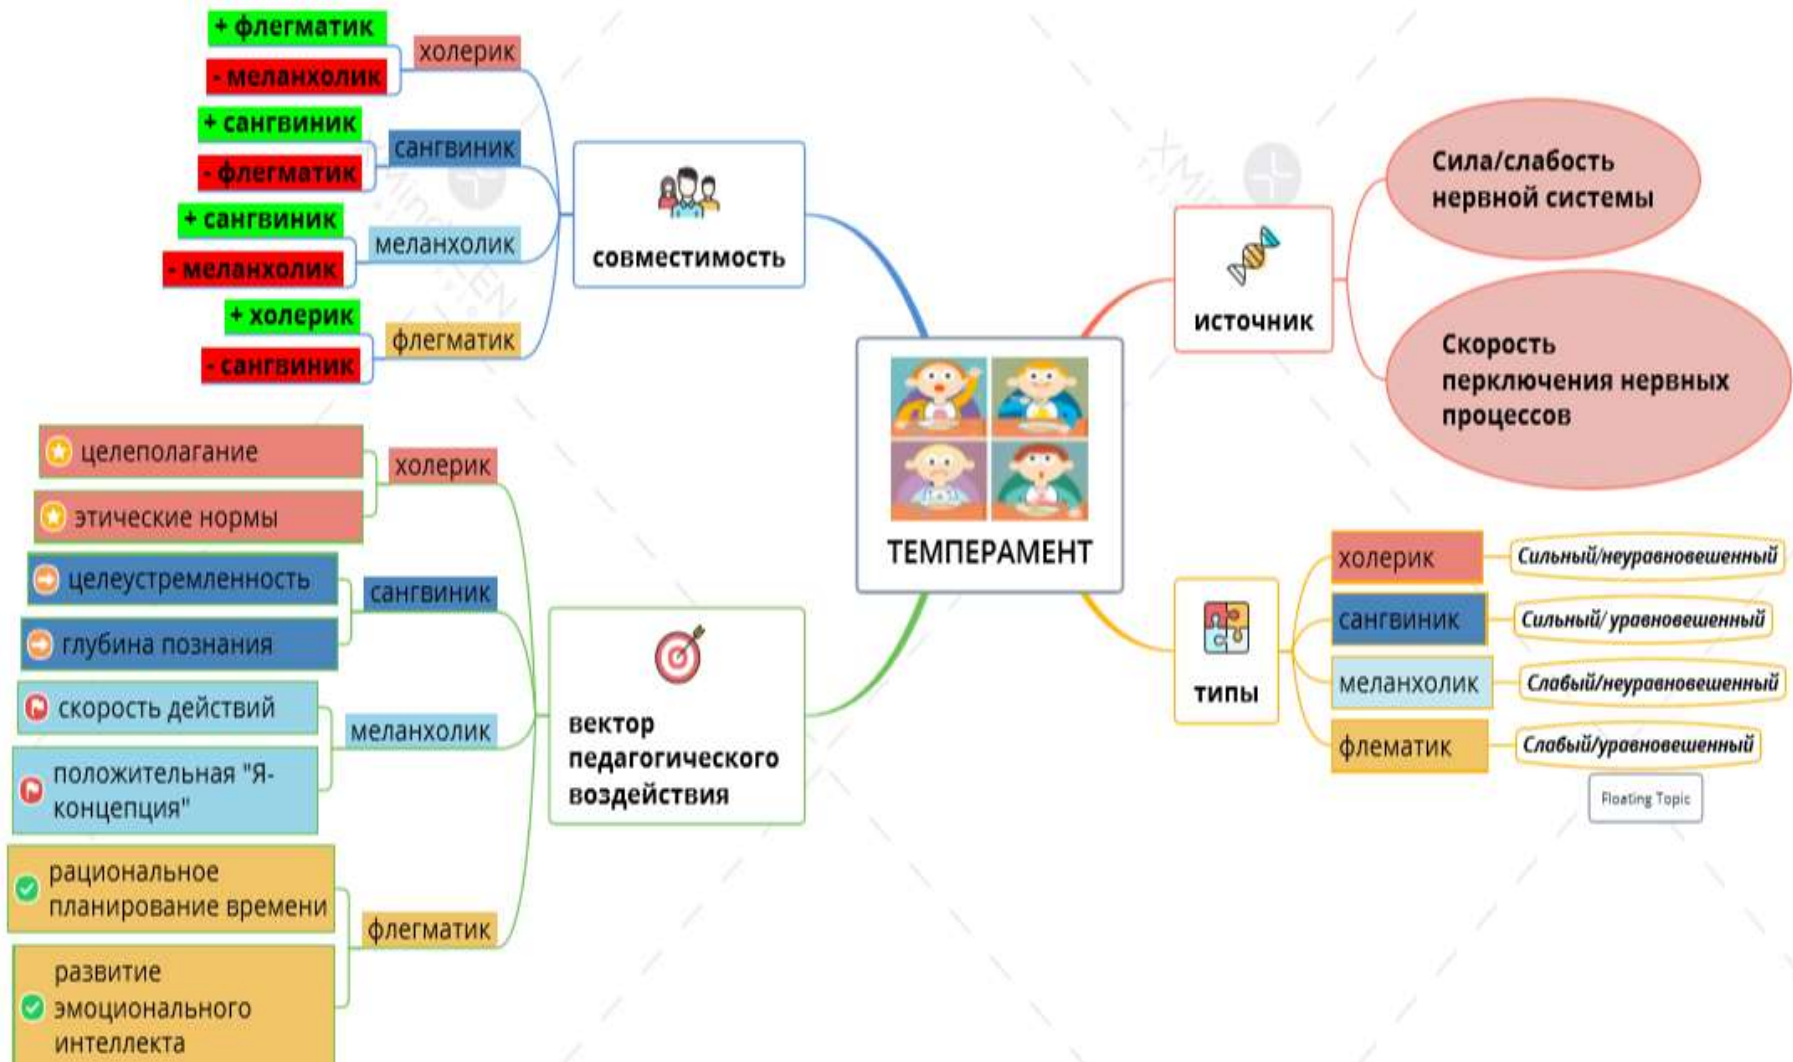 + флегматик
холерик
- меланхолик
+ сангвиник
сангвиник
- флегматик
+ сангвиник
меланхолик
- меланхолик
+ холерик
флегматик
- сангвиник
совместимость
целеполагание
холерик
этические нормы
целеустремленность
сангвиник
глубина познания
скорость действий
меланхолик
положительная "Я-
концепция"
рациональное
планирование времени
флегматик
развитие
эмоционального
интеллекта
вектор
педагогического
воздействия
ТЕМПЕРАМЕНТ
источник
Сила/слабость
нервной системы
Скорость
перключения нервных
процессов
типы
холерик
Сильный/неуравновешенный
сангвиник
Сильный/ уравновешенный
меланхолик
Слабый/неуравновешенный
флематик
Слабый/уравновешенный
Floating Topic